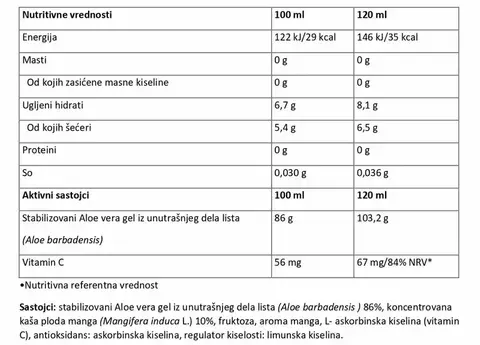 Nutritivne vrednosti 100 ml 120 ml
Energija 122 kJ/29 kcal 146 kJ/35 kcal
Masti 0 g 0 g
Od kojih zasićene masne kiseline 0 g 0 g
Ugljeni hidrati 6,7 g 8,1 g
Od kojih šećeri 5,4 g 6,5 g
Proteini 0 g 0 g
So 0,030 g 0,036 g
Aktivni sastojci 100 ml 120 ml
Stabilizovani Aloe vera gel iz unutrašnjeg dela lista 86 g 103,2 g
(Aloe barbadensis)
Vitamin C 56 mg 67 mg/84% NRV*
•Nutritivna referentna vrednost
Sastojci: stabilizovani Aloe vera gel iz unutrašnjeg dela lista (Aloe barbadensis ) 86%, koncentrovana
kaša ploda manga (Mangifera induca L.) 10%, fruktoza, aroma manga, L- askorbinska kiselina (vitamin
C), antioksidans: askorbinska kiselina, regulator kiselosti: limunska kiselina.